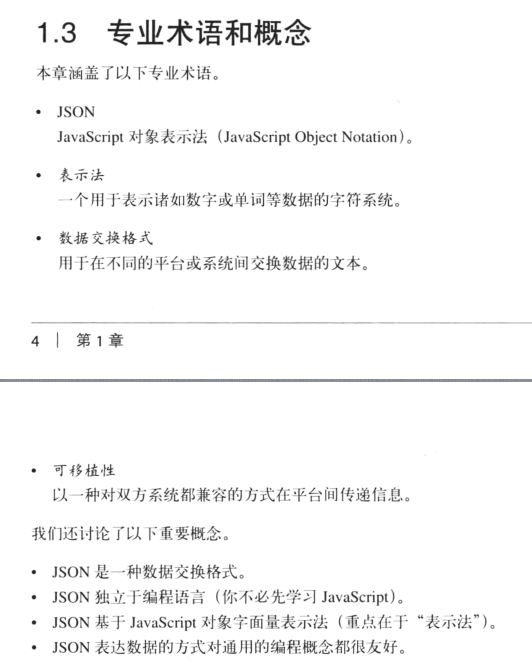 1.3 专业术语和概念
本章涵盖了以下专业术语。
• JSON
JavaScript 对象表示法（JavaScript Object Notation）。
• 表示法
一个用于表示诸如数字或单词等数据的字符系统。
• 数据交换格式
用于在不同的平台或系统间交换数据的文本。
4 | 第 1 章
• 可移植性
以一种对双方系统都兼容的方式在平台间传递信息。
我们还讨论了以下重要概念。
• JSON 是一种数据交换格式。
• JSON 独立于编程语言（你不必先学习 JavaScript）。
• JSON 基于 JavaScript 对象字面量表示法（重点在于“表示法”）。
• JSON 表达数据的方式对通用的编程概念都很友好。